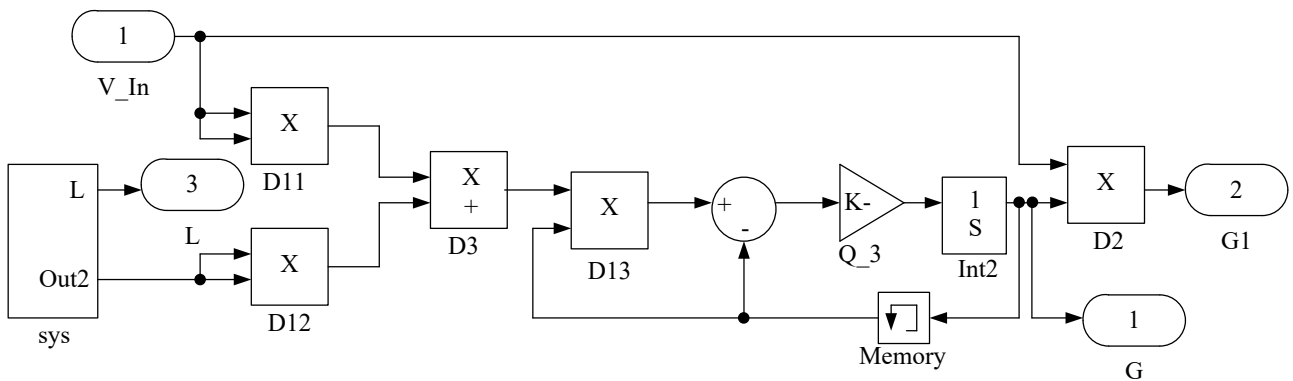 1
V_In
X
D11
L
3
L
Out2
sys
X
D12
X
+
D3
X
D13
+
-
K-
Q_3
1
S
Int2
Memory
X
D2
2
G1
1
G